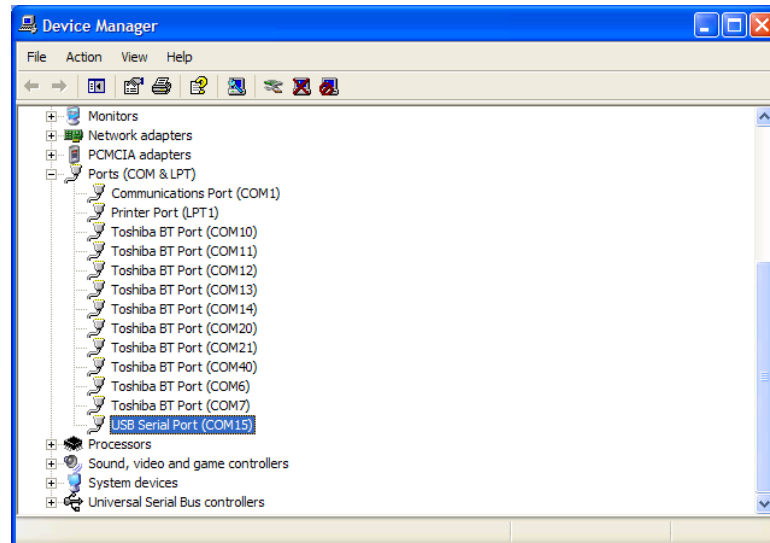 Device Manager
File Action View Help
Monitors
Network adapters
PCMCIA adapters
Ports (COM & LPT)
Communications Port (COM1)
Printer Port (LPT1)
Toshiba BT Port (COM10)
Toshiba BT Port (COM11)
Toshiba BT Port (COM12)
Toshiba BT Port (COM13)
Toshiba BT Port (COM14)
Toshiba BT Port (COM20)
Toshiba BT Port (COM21)
Toshiba BT Port (COM40)
Toshiba BT Port (COM6)
Toshiba BT Port (COM7)
USB Serial Port (COM15)
Processors
Sound, video and game controllers
System devices
Universal Serial Bus controllers